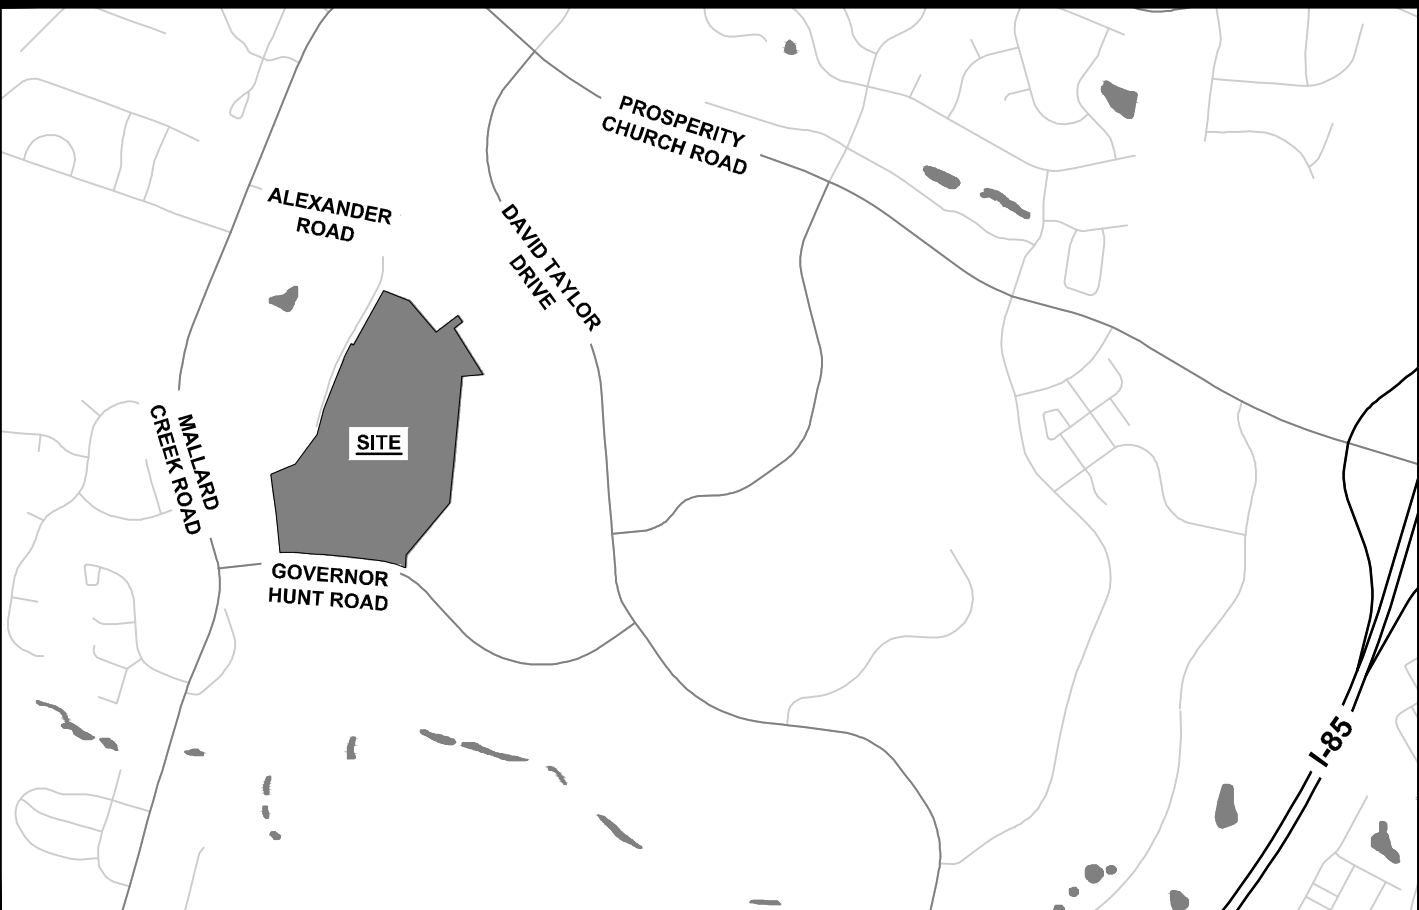 PROSPERITY
CHURCH ROAD
ALEXANDER
ROAD
DAVID TAYLOR
DRIVE
MALLARD
CREEK ROAD
SITE
GOVERNOR
HUNT ROAD
I-85